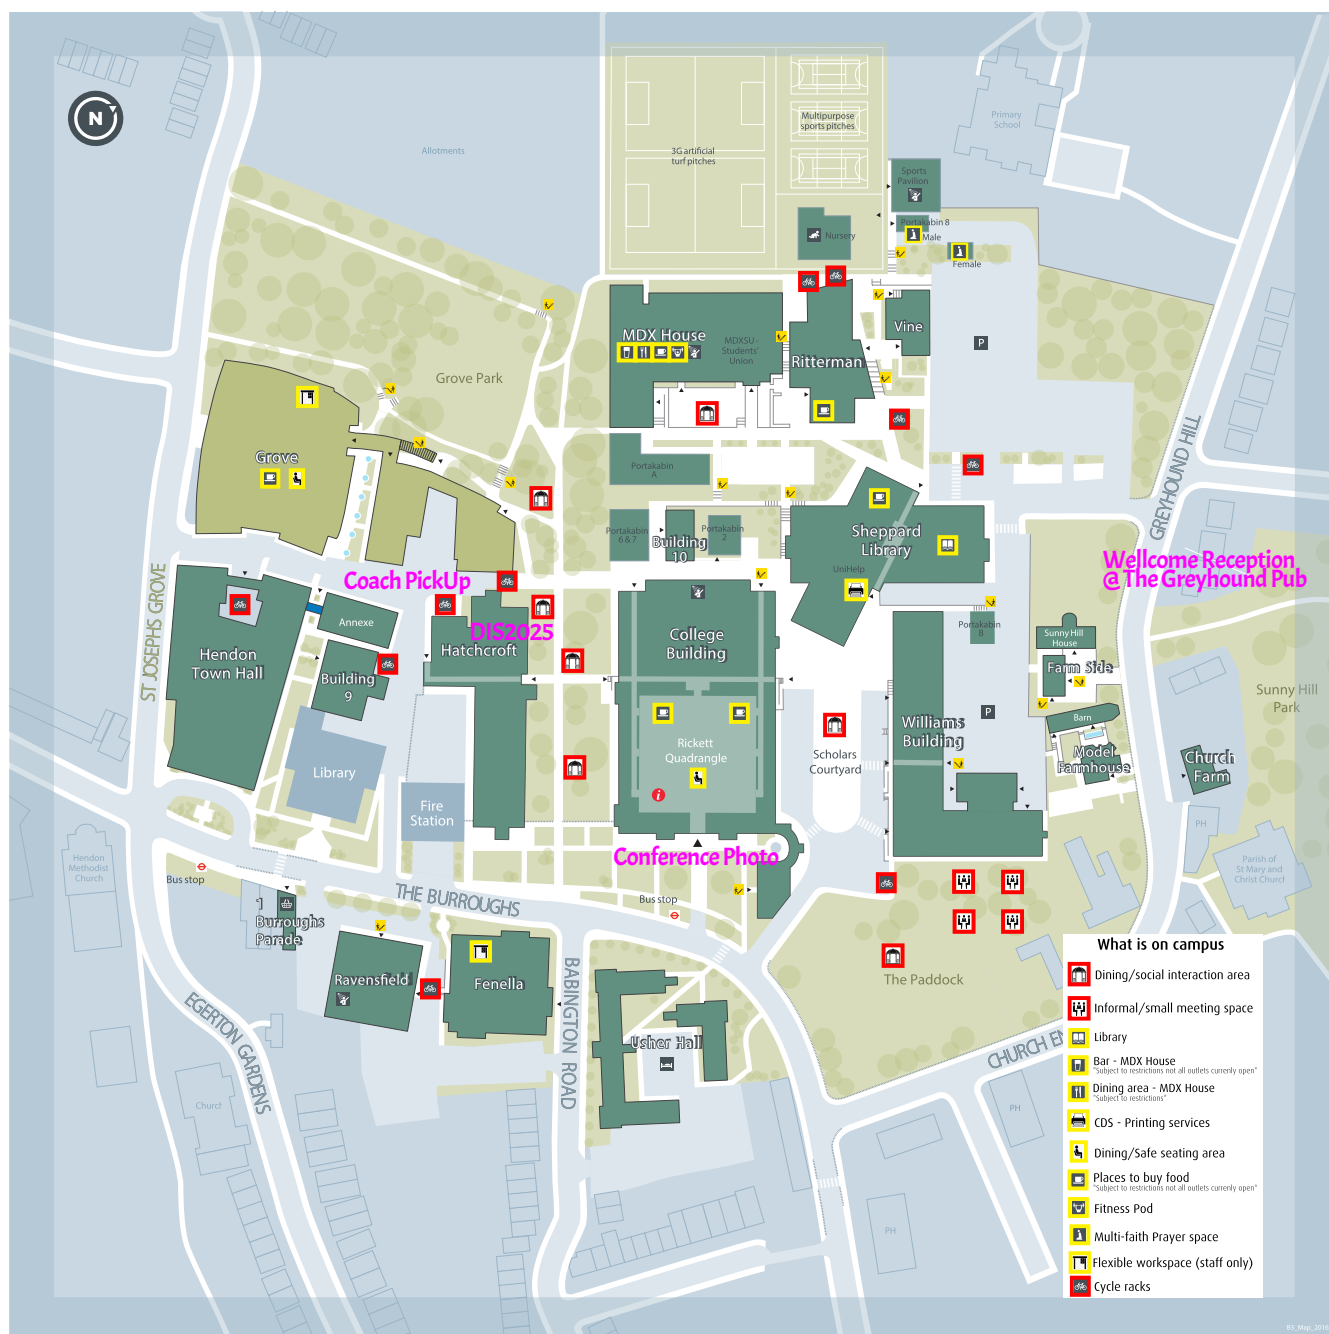 N
Allotments
3G artificial
turf pitches
Multipurpose
sports pitches
Primary
School
Sports
Pavilion
Portakabin 8
Male
Female
Nursery
MDX House
MDXSU -
Students'
Union
Ritterman
Vine
P
Grove Park
Grove
Portakabin
A
Portakabin
6 & 7
Building
10
Portakabin
2
Sheppard
Library
UniHelp
GREYHOUND HILL
Wellcome Reception
@ The Greyhound Pub
Coach PickUp
ST JOSEPHS GROVE
Annexe
DIS2025
Hatchcroft
Hendon
Town Hall
Building
9
College
Building
Portakabin
B
Sunny Hill
House
Farm Side
Sunny Hill
Park
Barn
P
Williams
Building
Model
Farmhouse
Church
Farm
Rickett
Quadrangle
i
Scholars
Courtyard
Library
Fire
Station
PH
Conference Photo
Hendon
Methodist
Church
Parish of
St Mary and
Christ Church
Bus stop
THE BURROUGHS
Bus stop
1
Burroughs
Parade
Ravensfield
Fenella
BABINGTON ROAD
The Paddock
Usher Hall
EGERTON GARDENS
CHURCH EN
Church
PH
PH
What is on campus
Dining/social interaction area
Informal/small meeting space
Library
Bar - MDX House
"Subject to restrictions not all outlets currenly open"
Dining area - MDX House
"Subject to restrictions"
CDS - Printing services
Dining/Safe seating area
Places to buy food
"Subject to restrictions not all outlets currenly open"
Fitness Pod
Multi-faith Prayer space
Flexible workspace (staff only)
Cycle racks
B3_Map_2016